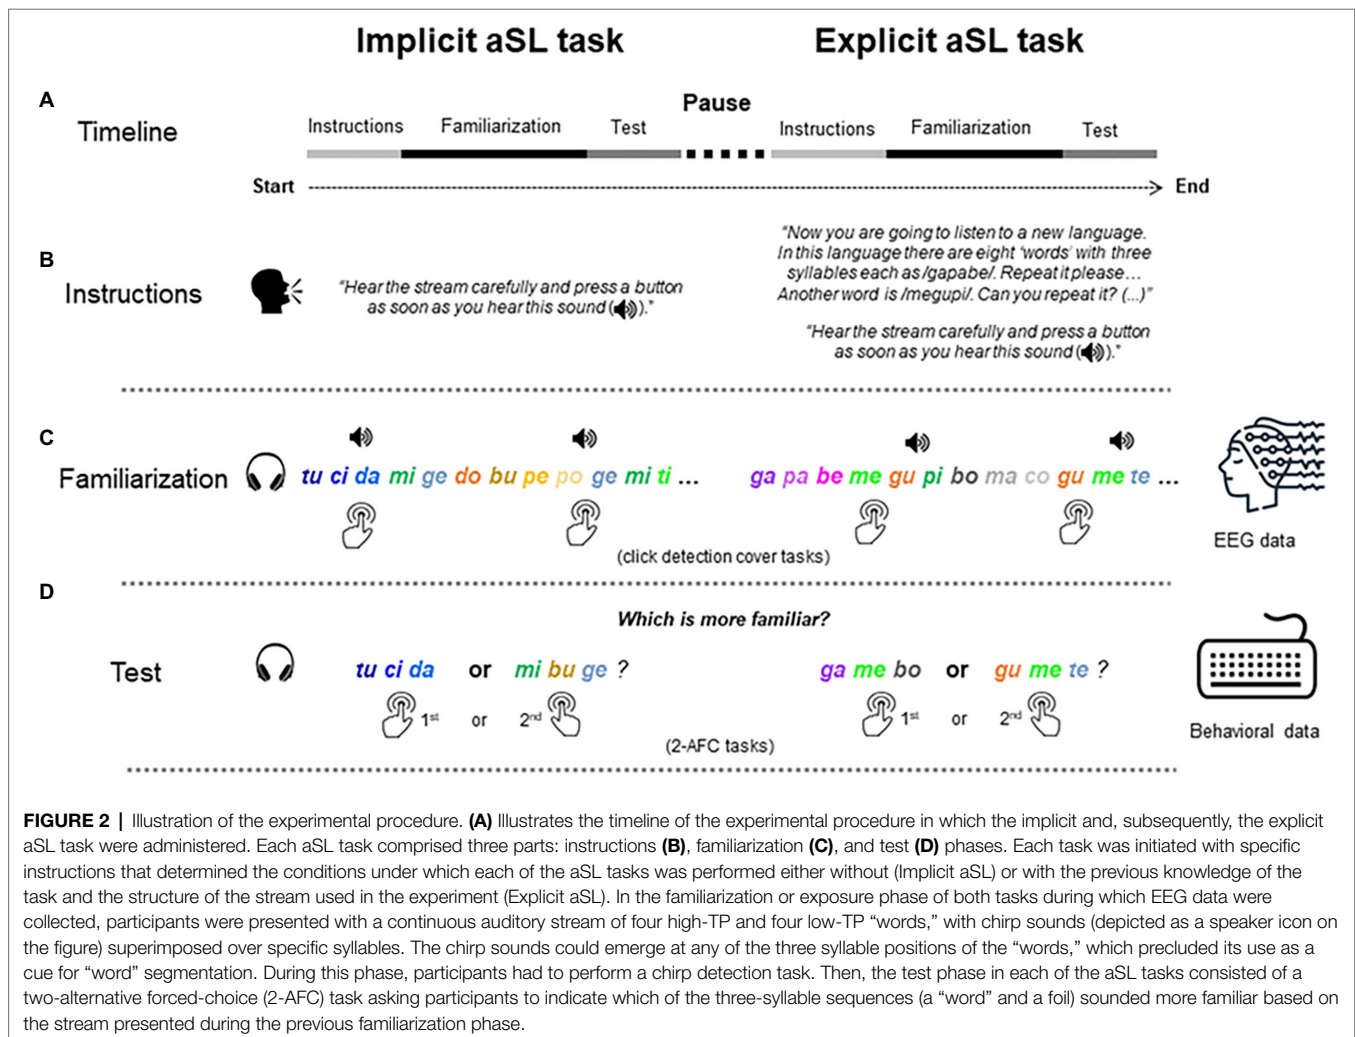 Implicit aSL task
Explicit aSL task
A
Timeline
Pause
Instructions
Familiarization
Test
Instructions
Familiarization
Test
Start
End
B
Instructions
"Hear the stream carefully and press a button
as soon as you hear this sound ( )."
"Now you are going to listen to a new language.
In this language there are eight 'words' with three
syllables each as /gapabe/. Repeat it please...
Another word is /megupi/. Can you repeat it? (...)"
"Hear the stream carefully and press a button
as soon as you hear this sound ( )."
C
Familiarization
tu ci da mi ge do bu pe po ge mi ti ...
ga pa be me gu pi bo ma co gu me te ...
(click detection cover tasks)
EEG data
D
Test
Which is more familiar?
tu ci da or mi bu ge ?
1st or 2nd
ga me bo or gu me te ?
1st or 2nd
(2-AFC tasks)
Behavioral data
FIGURE 2 | Illustration of the experimental procedure. (A) Illustrates the timeline of the experimental procedure in which the implicit and, subsequently, the explicit
aSL task were administered. Each aSL task comprised three parts: instructions (B), familiarization (C), and test (D) phases. Each task was initiated with specific
instructions that determined the conditions under which each of the aSL tasks was performed either without (Implicit aSL) or with the previous knowledge of the
task and the structure of the stream used in the experiment (Explicit aSL). In the familiarization or exposure phase of both tasks during which EEG data were
collected, participants were presented with a continuous auditory stream of four high-TP and four low-TP "words," with chirp sounds (depicted as a speaker icon on
the figure) superimposed over specific syllables. The chirp sounds could emerge at any of the three syllable positions of the "words," which precluded its use as a
cue for "word" segmentation. During this phase, participants had to perform a chirp detection task. Then, the test phase in each of the aSL tasks consisted of a
two-alternative forced-choice (2-AFC) task asking participants to indicate which of the three-syllable sequences (a "word" and a foil) sounded more familiar based on
the stream presented during the previous familiarization phase.